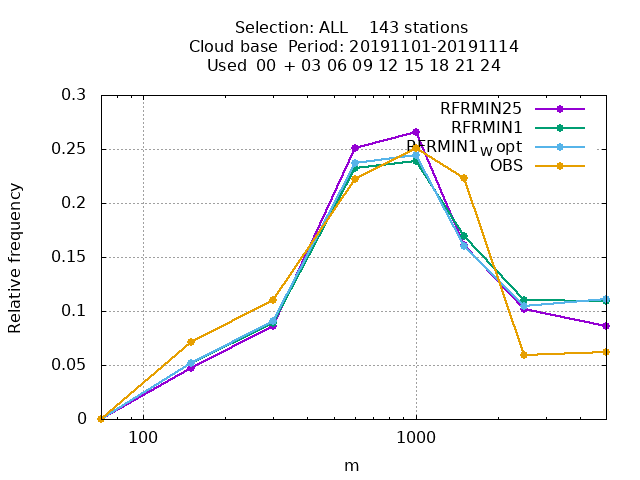 Selection: ALL    143 stations
Cloud base  Period: 20191101-20191114
Used  00 + 03 06 09 12 15 18 21 24
0.3
0.25
0.2
0.15
0.1
0.05
0
Relative frequency
RFRMIN25
RFRMIN1
RFRMIN1_w opt
OBS
100
1000
m